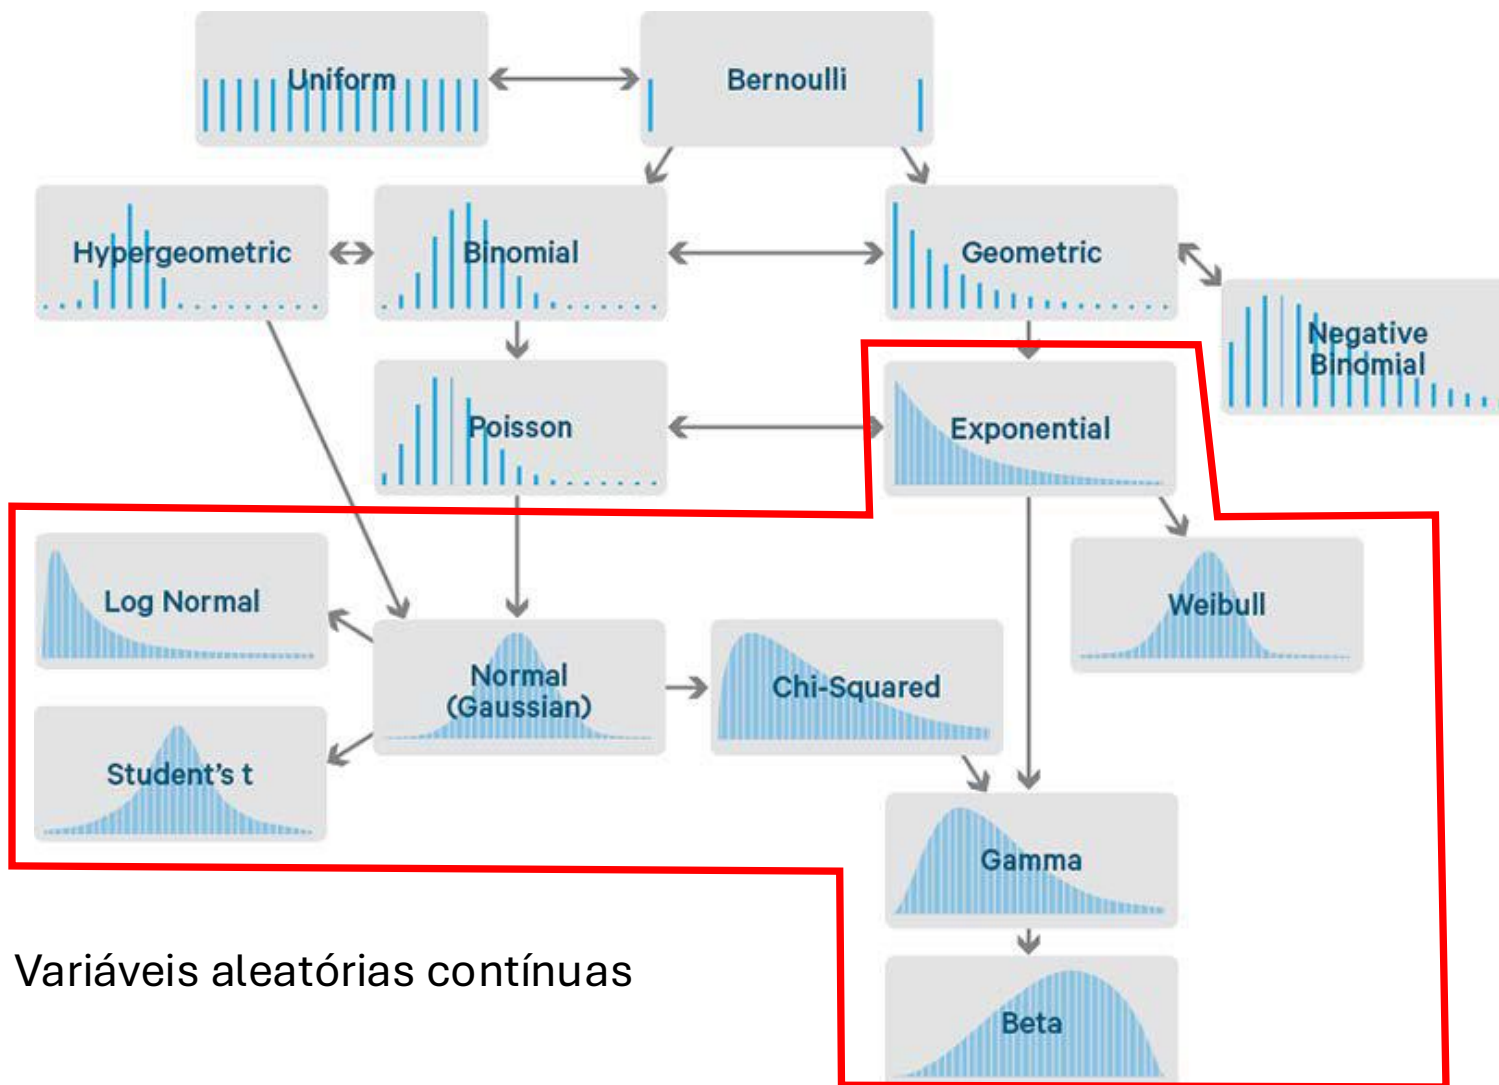 Uniform
Bernoulli
Hypergeometric
Binomial
Geometric
Negative
Binomial
Poisson
Exponential
Log Normal
Weibull
Normal
(Gaussian)
Chi-Squared
Student's t
Gamma
Variáveis aleatórias contínuas
Beta